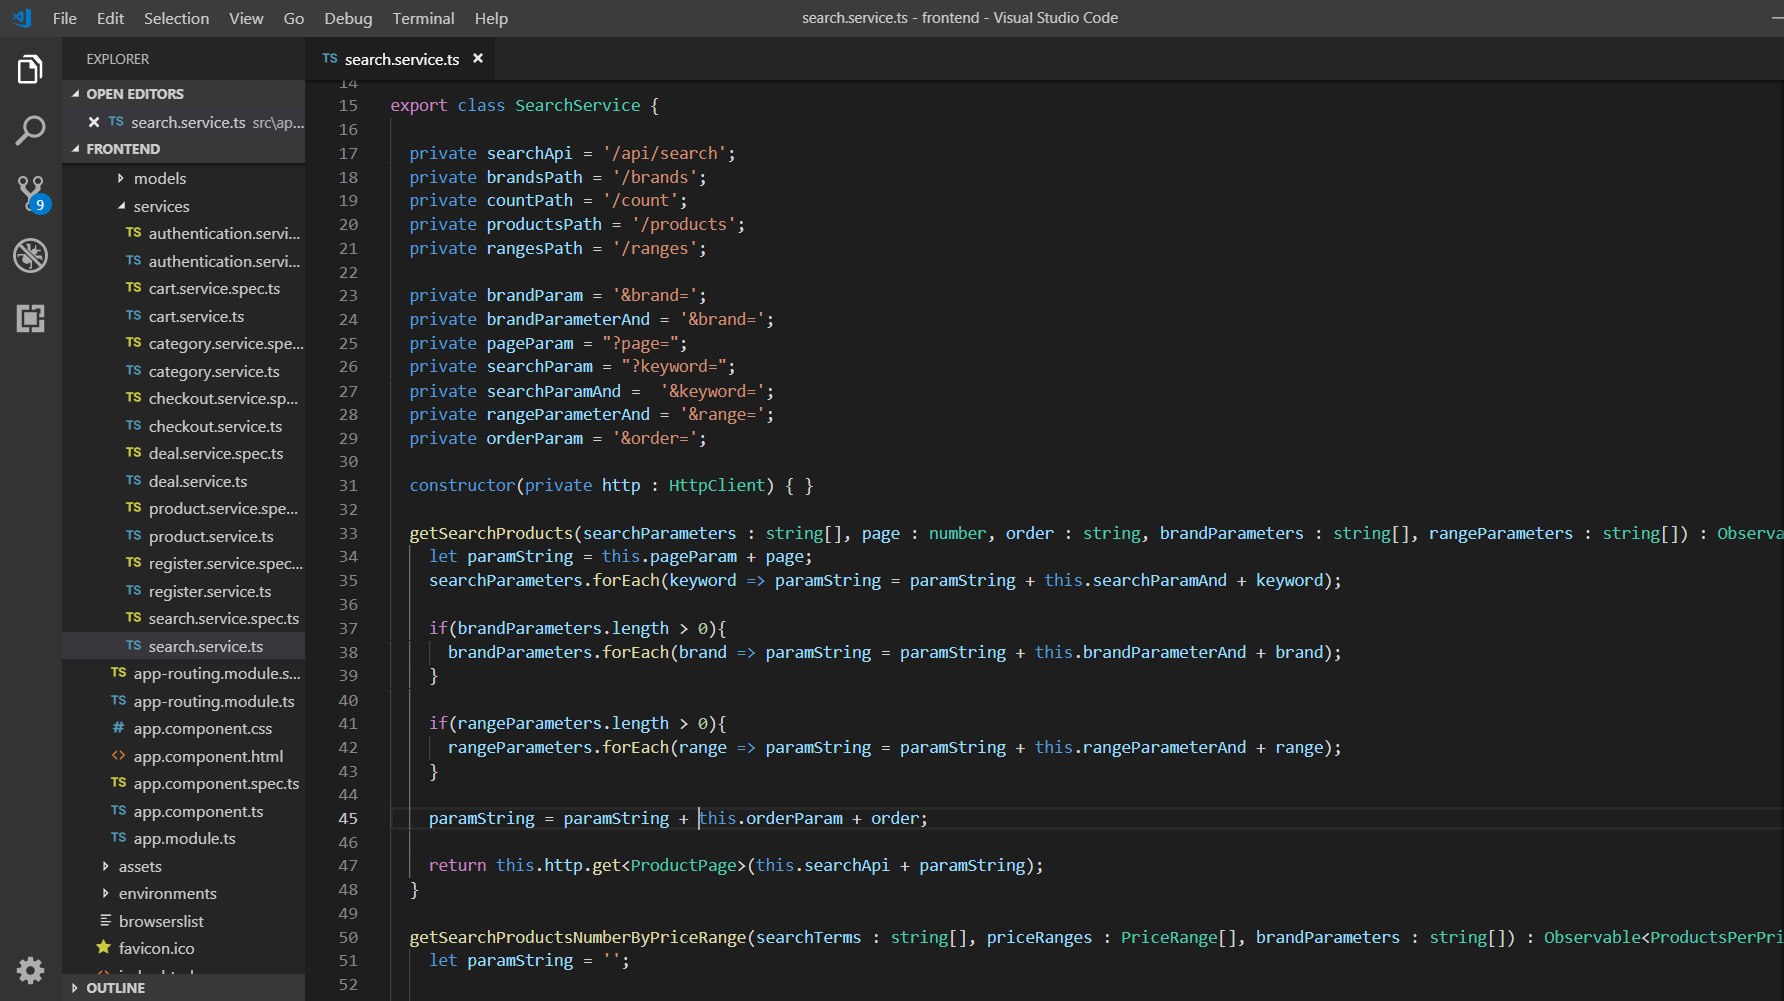 File Edit Selection View Go Debug Terminal Help
search.service.ts - frontend - Visual Studio Code
EXPLORER
OPEN EDITORS
TS search.service.ts src\ap...
FRONTEND
models
services
TS authentication.servi...
TS authentication.servi...
TS cart.service.spec.ts
TS cart.service.ts
TS category.service.spe...
TS category.service.ts
TS checkout.service.sp...
TS checkout.service.ts
TS deal.service.spec.ts
TS deal.service.ts
TS product.service.spe...
TS product.service.ts
TS register.service.spec...
TS register.service.ts
TS search.service.spec.ts
TS search.service.ts
TS app-routing.module.s...
TS app-routing.module.ts
# app.component.css
<> app.component.html
TS app.component.spec.ts
TS app.component.ts
TS app.module.ts
assets
environments
browserslist
favicon.ico
OUTLINE
9
TS search.service.ts
14
15 export class SearchService {
16
17 private searchApi = '/api/search';
18 private brandsPath = '/brands';
19 private countPath = '/count';
20 private productsPath = '/products';
21 private rangesPath = '/ranges';
22
23 private brandParam = '&brand=';
24 private brandParameterAnd = '&brand=';
25 private pageParam = "?page=";
26 private searchParam = "?keyword=";
27 private searchParamAnd =  '&keyword=';
28 private rangeParameterAnd = '&range=';
29 private orderParam = '&order=';
30
31 constructor(private http : HttpClient) { }
32
33 getSearchProducts(searchParameters : string[], page : number, order : string, brandParameters : string[], rangeParameters : string[]) : Observa
34 let paramString = this.pageParam + page;
35 searchParameters.forEach(keyword => paramString = paramString + this.searchParamAnd + keyword);
36
37 if(brandParameters.length > 0){
38 brandParameters.forEach(brand => paramString = paramString + this.brandParameterAnd + brand);
39 }
40
41 if(rangeParameters.length > 0){
42 rangeParameters.forEach(range => paramString = paramString + this.rangeParameterAnd + range);
43 }
44
45 paramString = paramString + this.orderParam + order;
46
47 return this.http.get<ProductPage>(this.searchApi + paramString);
48 }
49
50 getSearchProductsNumberByPriceRange(searchTerms : string[], priceRanges : PriceRange[], brandParameters : string[]) : Observable<ProductsPerPri
51 let paramString = '';
52